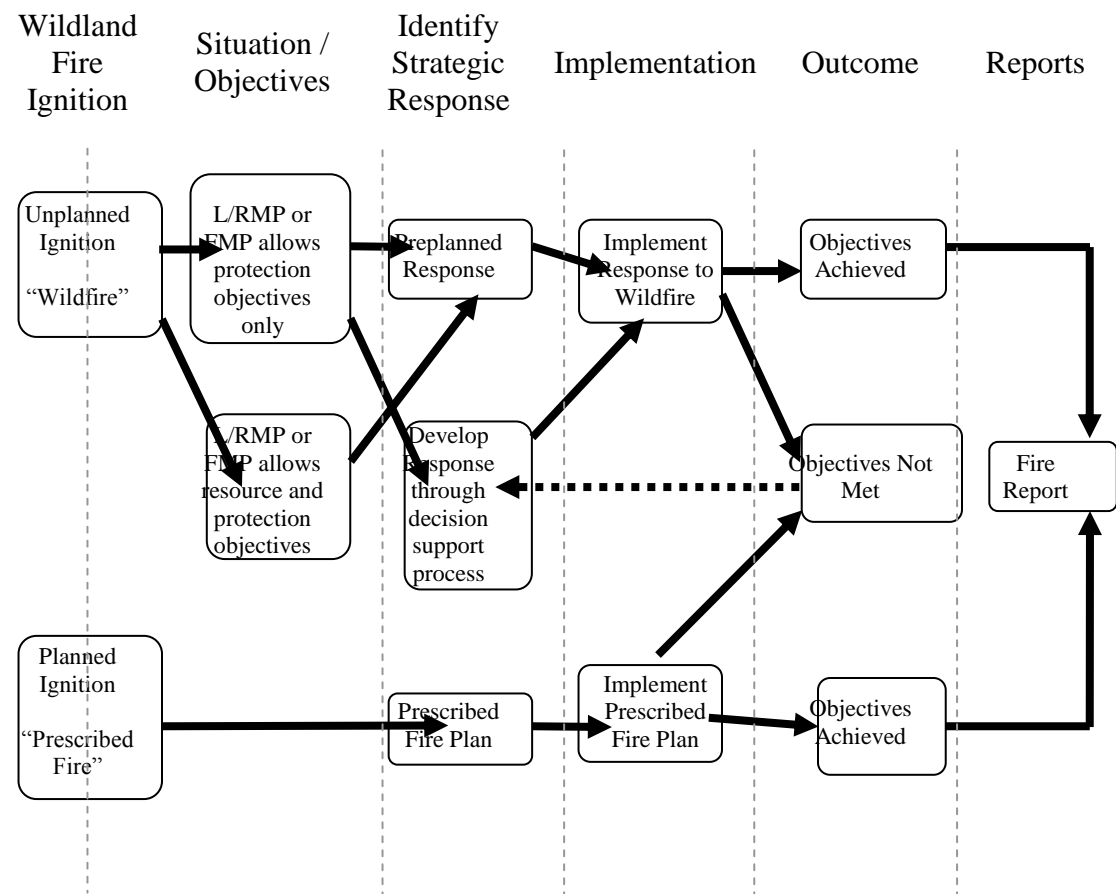 Wildland
Fire
Ignition
Situation /
Objectives
Identify
Strategic
Response
Implementation
Outcome
Reports
Unplanned
Ignition
“Wildfire”
L/RMP or
FMP allows
protection
objectives
only
Preplanned
Response
Implement
Response to
Wildfire
Objectives
Achieved
L/RMP or
FMP allows
resource and
protection
objectives
Develop
Response
through
decision
support
process
Objectives Not
Met
Fire
Report
Planned
Ignition
“Prescribed
Fire”
Prescribed
Fire Plan
Implement
Prescribed
Fire Plan
Objectives
Achieved